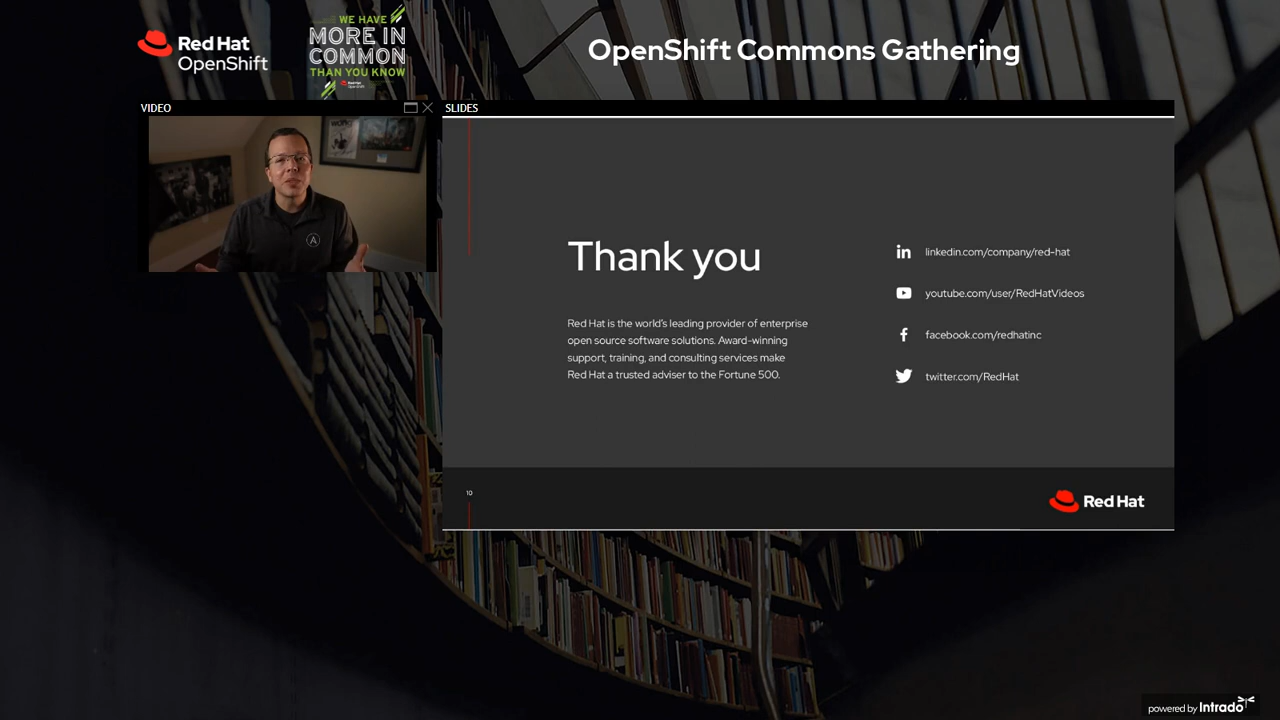 Red Hat
OpenShift
WE HAVE
MORE IN
COMMON
THAN YOU KNOW
OpenShift Commons Gathering
VIDEO
SLIDES
A
Thank you
Red Hat is the world's leading provider of enterprise
open source software solutions. Award-winning
support, training, and consulting services make
Red Hat a trusted adviser to the Fortune 500.
linkedin.com/company/red-hat
youtube.com/user/RedHatVideos
facebook.com/redhatinc
twitter.com/RedHat
10
Red Hat
powered by Intrado